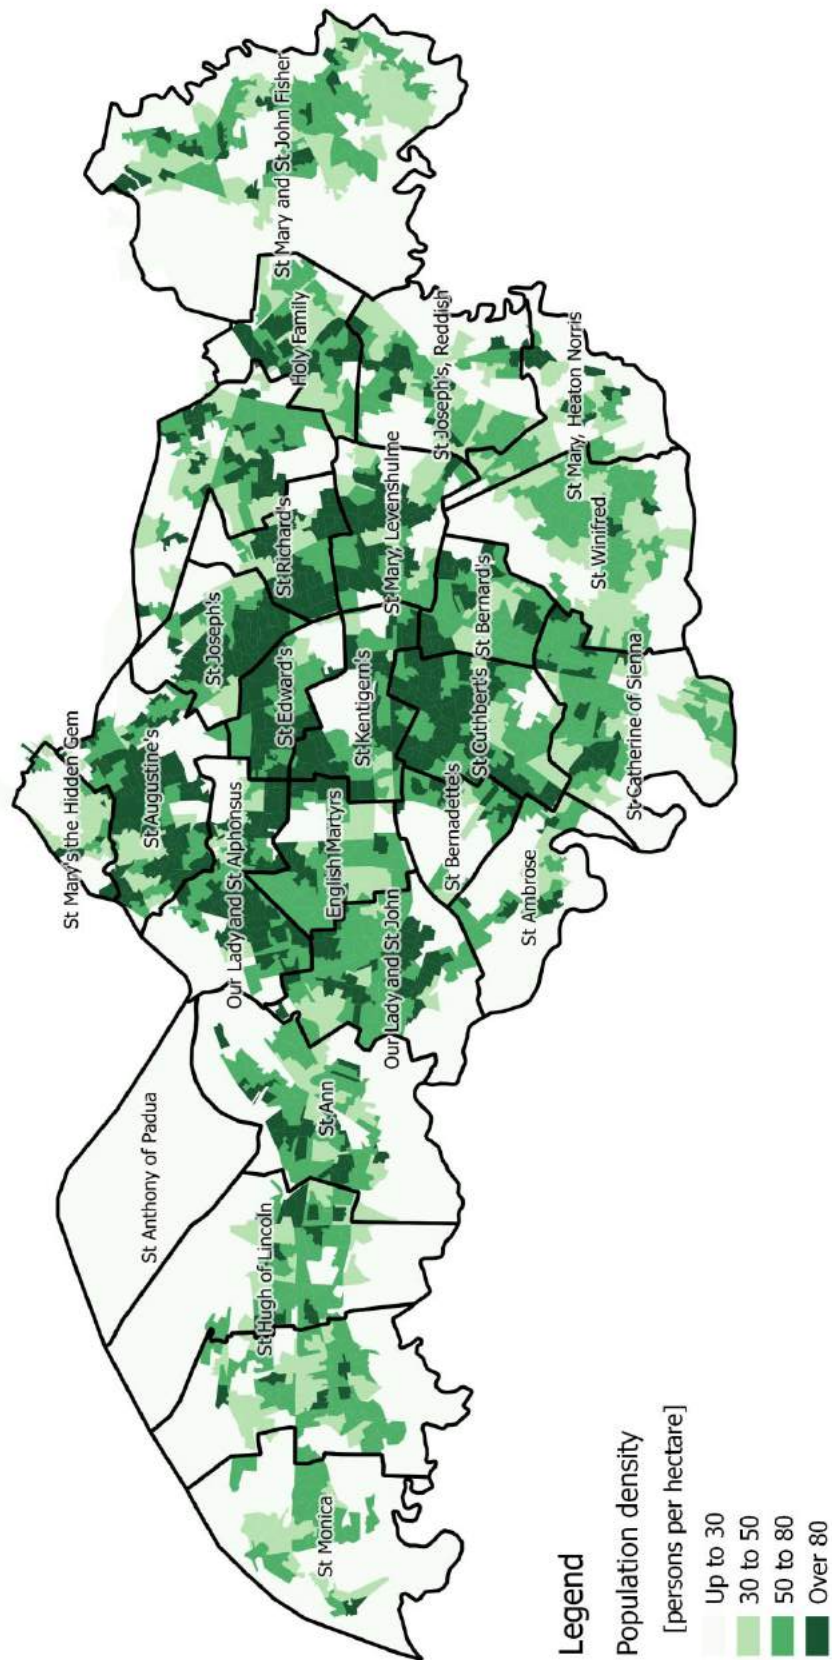 St Mary and St John Fisher
Holy Family
St Joseph's, Reddish
St Mary, Heaton Norris
St Mary, Levenshulme
St Richard's
St Winifred
St Joseph's
St Bernard's
St Edward's
St Kentigern's
St Cuthbert's
St Catherine of Sienna
St Mary's the Hidden Gem
St Augustine's
Our Lady and St Alphonsus
English Martyrs
St Bernadette's
St Ambrose
Our Lady and St John
St Anthony of Padua
St Ann
St Hugh of Lincoln
St Monica
Legend
Population density
[persons per hectare]
Up to 30
30 to 50
50 to 80
Over 80